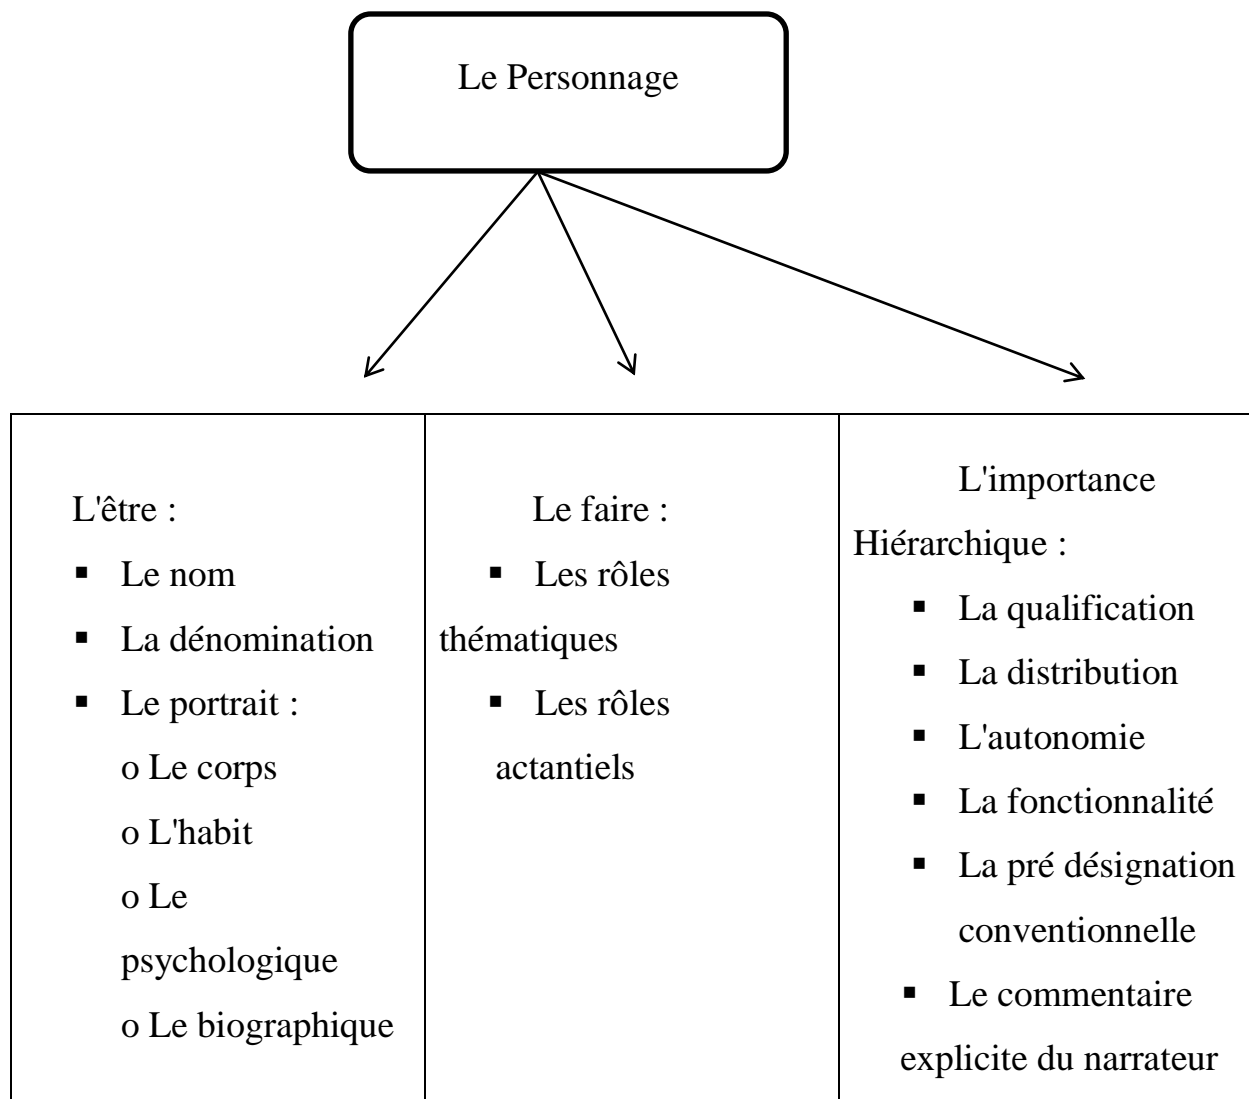 Le Personnage
L'être :
▪ Le nom
▪ La dénomination
▪ Le portrait :
o Le corps
o L'habit
o Le
psychologique
o Le biographique
Le faire :
▪ Les rôles
thématiques
▪ Les rôles
actantiels
L'importance
Hiérarchique :
▪ La qualification
▪ La distribution
▪ L'autonomie
▪ La fonctionnalité
▪ La pré désignation
conventionnelle
▪ Le commentaire
explicite du narrateur